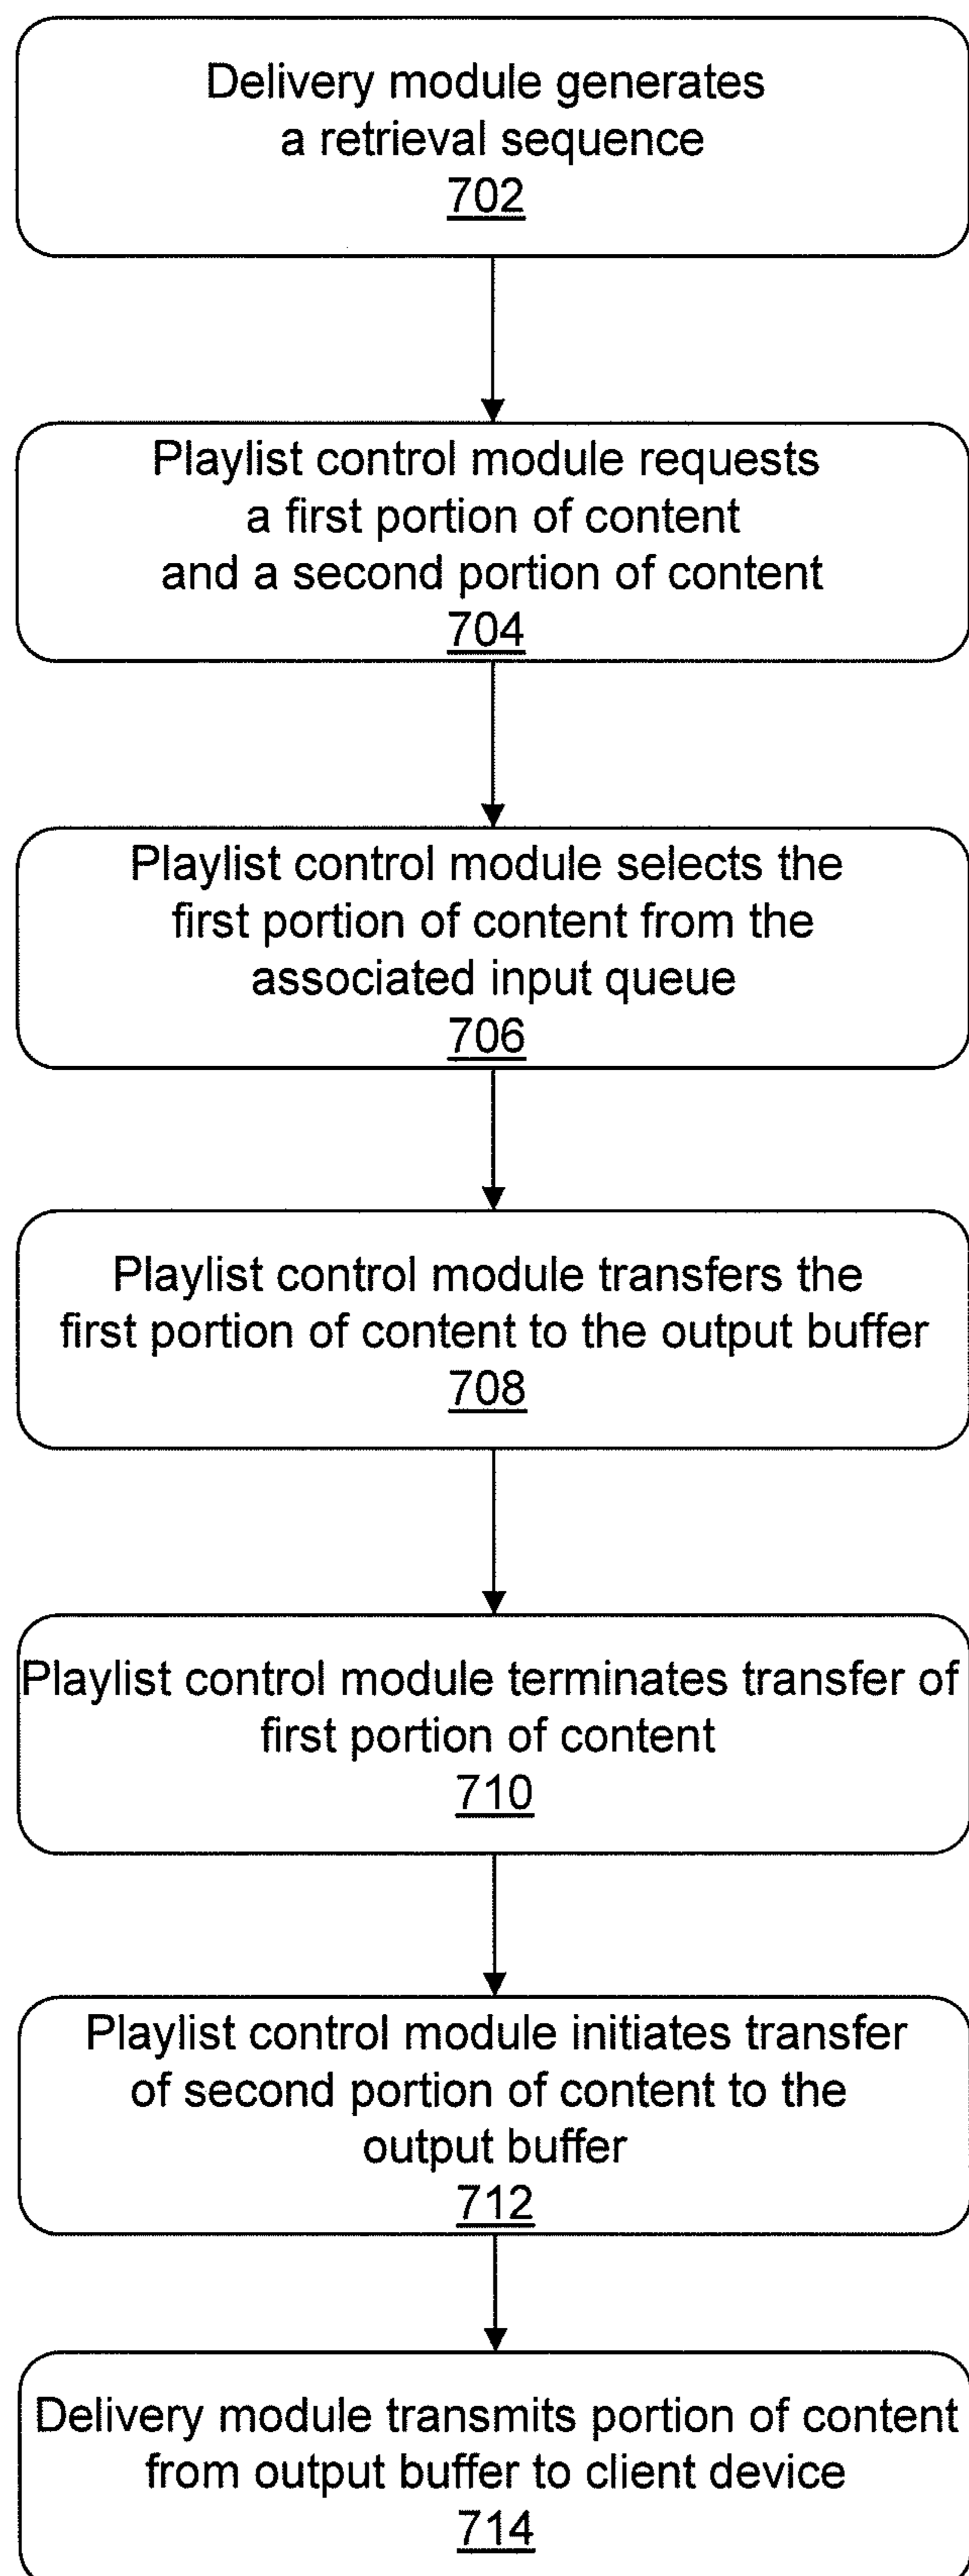 Delivery module generates
a retrieval sequence
702
Playlist control module requests
a first portion of content
and a second portion of content
704
Playlist control module selects the
first portion of content from the
associated input queue
706
Playlist control module transfers the
first portion of content to the output buffer
708
Playlist control module terminates transfer of
first portion of content
710
Playlist control module initiates transfer
of second portion of content to the
output buffer
712
Delivery module transmits portion of content
from output buffer to client device
714